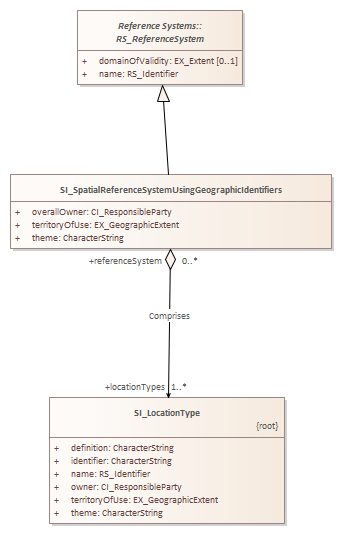 Reference Systems::
RS_ReferenceSystem
+ domainOfValidity: EX_Extent [0..1]
+ name: RS_Identifier
SI_SpatialReferenceSystemUsingGeographicIdentifiers
+ overallOwner: CI_ResponsibleParty
+ territoryOfUse: EX_GeographicExtent
+ theme: CharacterString
+referenceSystem 0..*
Comprises
+locationTypes 1..*
SI_LocationType
{root}
+ definition: CharacterString
+ identifier: CharacterString
+ name: RS_Identifier
+ owner: CI_ResponsibleParty
+ territoryOfUse: EX_GeographicExtent
+ theme: CharacterString